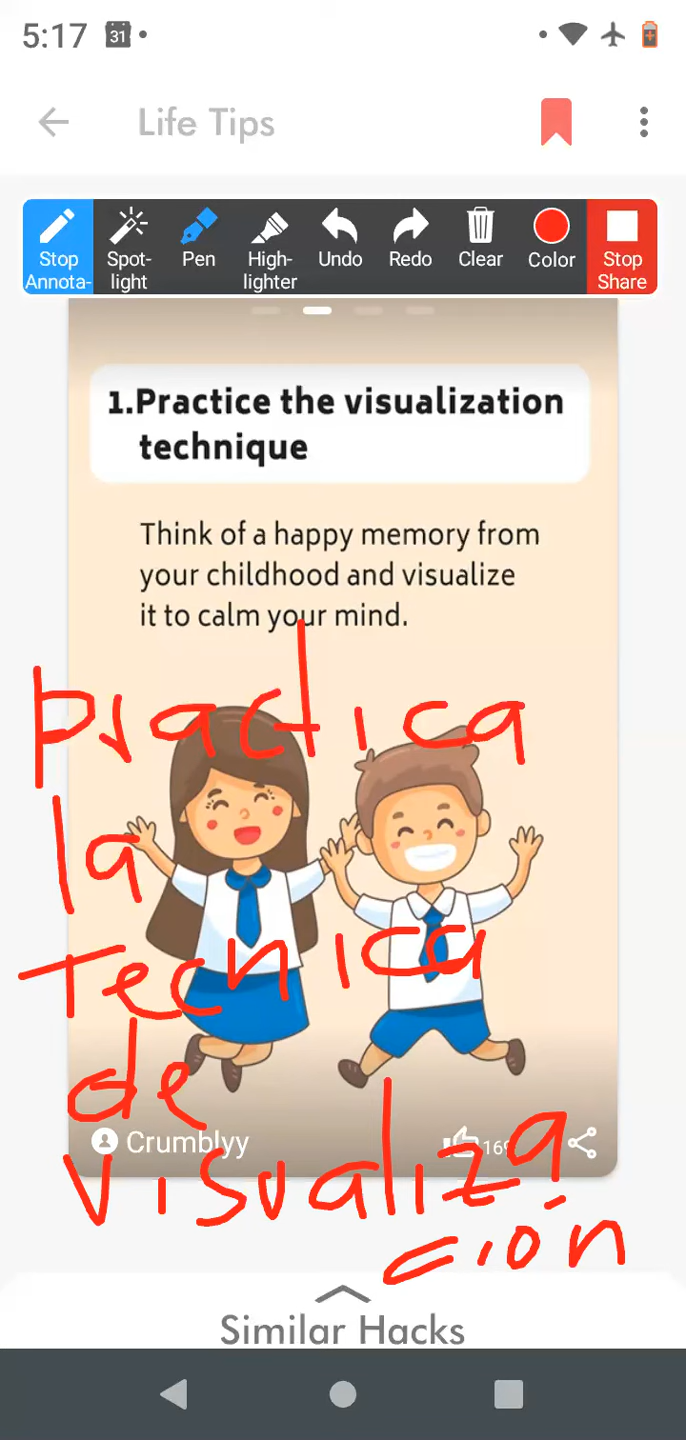 5:17 31
Life Tips
Stop Annota- Spot-light Pen High-lighter Undo Redo Clear Color Stop Share
1.Practice the visualization
technique
Think of a happy memory from
your childhood and visualize
it to calm your mind.
practica
la
Tecnica
de
Crumblyy
visualiza
ción
Similar Hacks